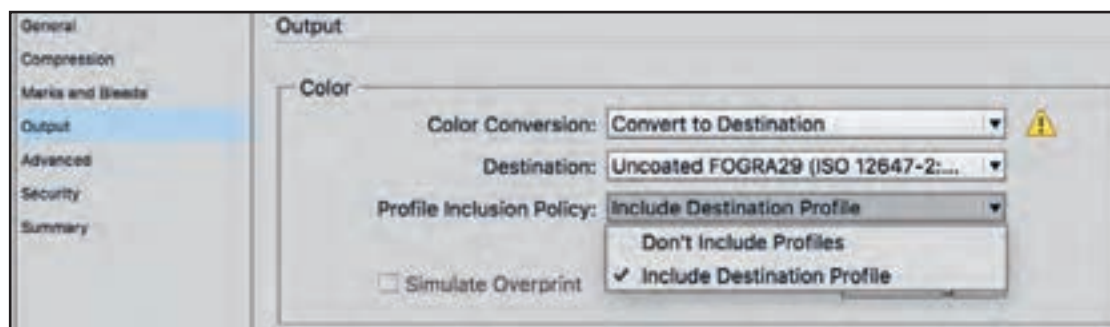 General
Compression
Marks and Bleeds
Output
Advanced
Security
Summary
Output
Color
Color Conversion: Convert to Destination
Destination: Uncoated FOGRA29 (ISO 12647-2:...
Profile Inclusion Policy: Include Destination Profile
Don't Include Profiles
✓ Include Destination Profile
Simulate Overprint